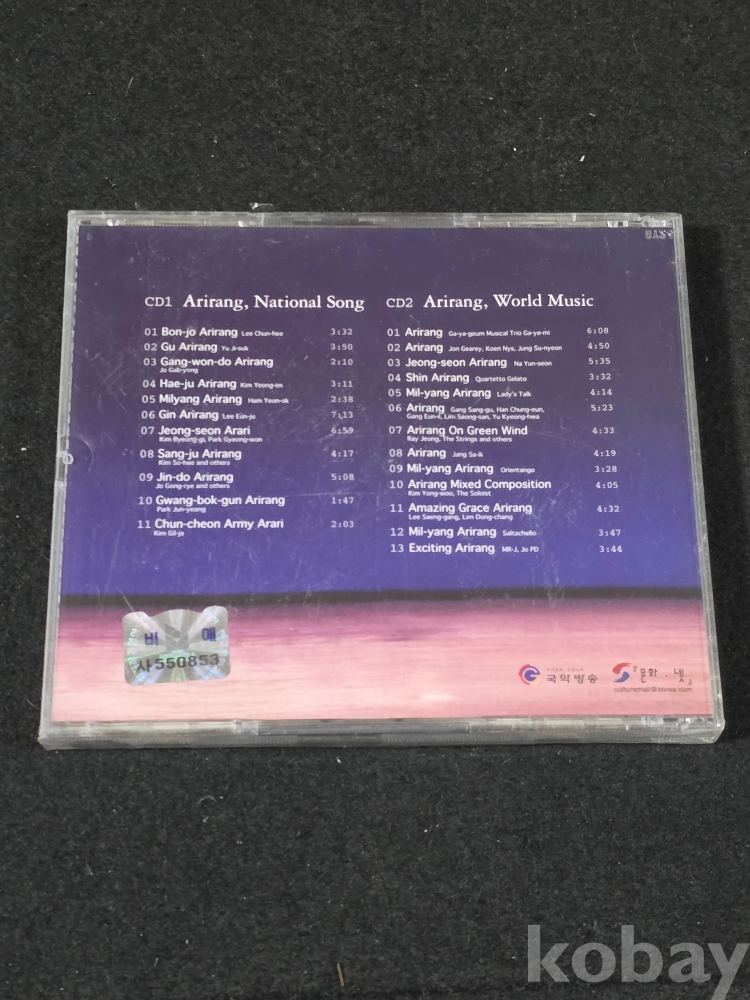 CD1 Arirang, National Song
01 Bon-jo Arirang Lee Chun-hee 3:32
02 Gu Arirang Yu Ji-suk 3:50
03 Gang-won-do Arirang 2:10
Jo Gab-yong
04 Hae-ju Arirang Kim Yeong-im 3:11
05 Milyang Arirang Ham Yeon-ok 2:38
06 Gin Arirang Lee Eun-ju 7:13
07 Jeong-seon Arari 6:59
Kim Byeong-gi, Park Gyeong-won
08 Sang-ju Arirang 4:17
Kim So-hee and others
09 Jin-do Arirang 5:08
Jo Gong-rye and others
10 Gwang-bok-gun Arirang 1:47
Park Jun-yeong
11 Chun-cheon Army Arari 2:03
Kim Gil-ja
CD2 Arirang, World Music
01 Arirang Ga-ya-geum Musical Trio Ga-ya-mi 6:08
02 Arirang Jon Gearey, Koen Nys, Jung Su-nyeon 4:50
03 Jeong-seon Arirang Na Yun-seon 5:35
04 Shin Arirang Quartetto Gelato 3:32
05 Mil-yang Arirang Lady's Talk 4:14
06 Arirang Gang Sang-gu, Han Chung-eun, 5:23
Gang Eun-il, Lim Seong-san, Yu Kyeong-hwa
07 Arirang On Green Wind 4:33
Ray Jeong, The Strings and others
08 Arirang Jang Sa-ik 4:19
09 Mil-yang Arirang Orientango 3:28
10 Arirang Mixed Composition 4:05
Kim Yong-woo, The Soloist
11 Amazing Grace Arirang 4:32
Lee Saeng-gang, Lim Dong-chang
12 Mil-yang Arirang Saltachello 3:47
13 Exciting Arirang MR-J, Jo PD 3:44
비 매
사550853
국악방송
문화·넷
culturemail@korea.com
kobay